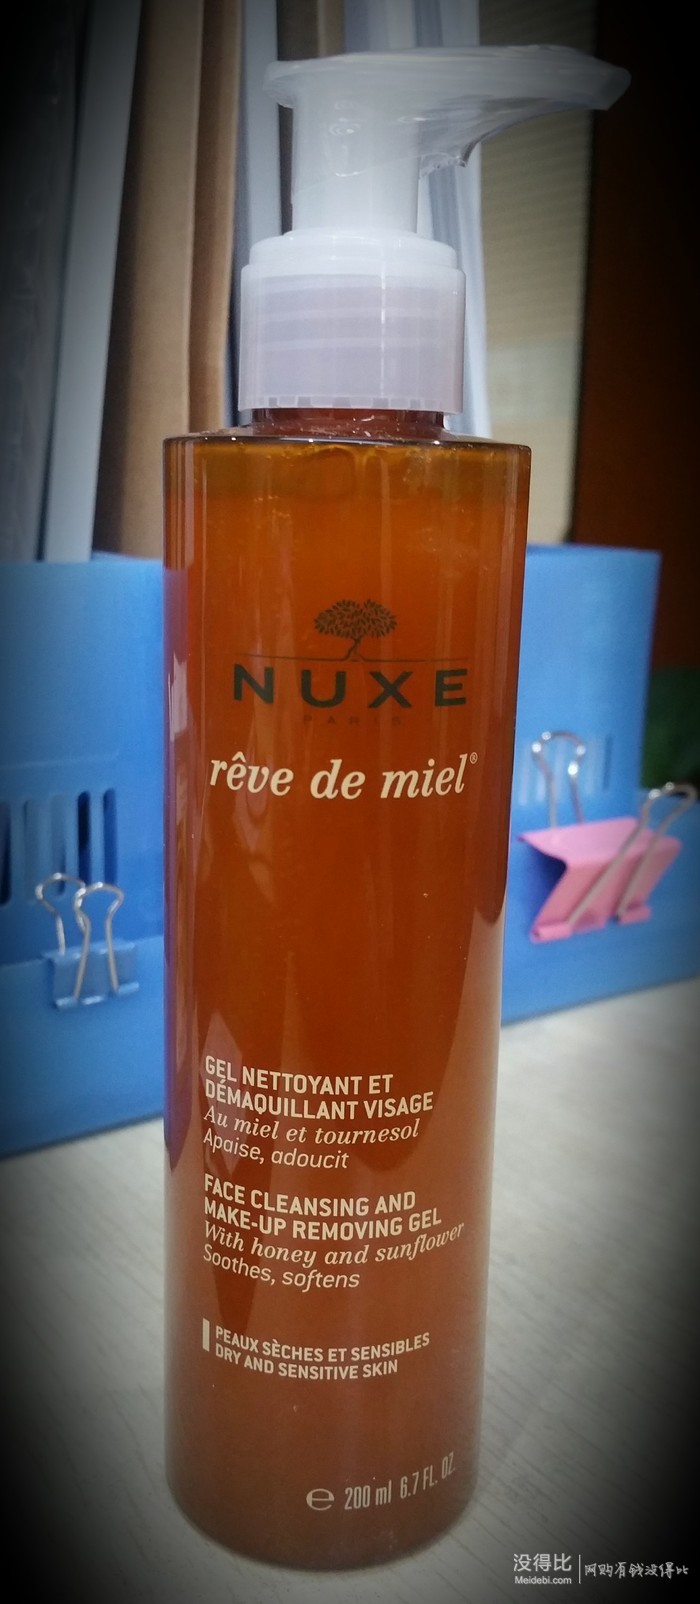 NUXE
PARIS
rêve de miel®
GEL NETTOYANT ET
DÉMAQUILLANT VISAGE
Au miel et tournesol
Apaise, adoucit
FACE CLEANSING AND
MAKE-UP REMOVING GEL
With honey and sunflower
Soothes, softens
PEAUX SÈCHES ET SENSIBLES
DRY AND SENSITIVE SKIN
℮ 200 ml 6.7 FL. OZ.
没得比
Meidebi.com
网购省钱没得比